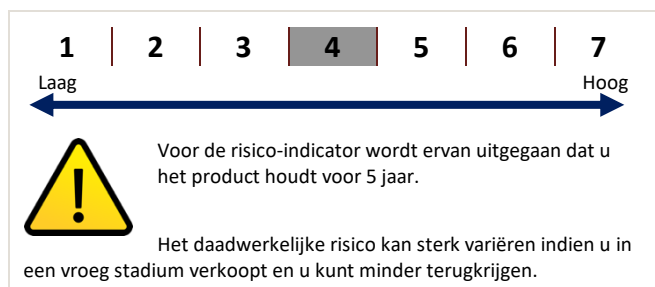 1 2 3 4 5 6 7
Laag Hoog
Voor de risico-indicator wordt ervan uitgegaan dat u
het product houdt voor 5 jaar.
Het daadwerkelijke risico kan sterk variëren indien u in
een vroeg stadium verkoopt en u kunt minder terugkrijgen.